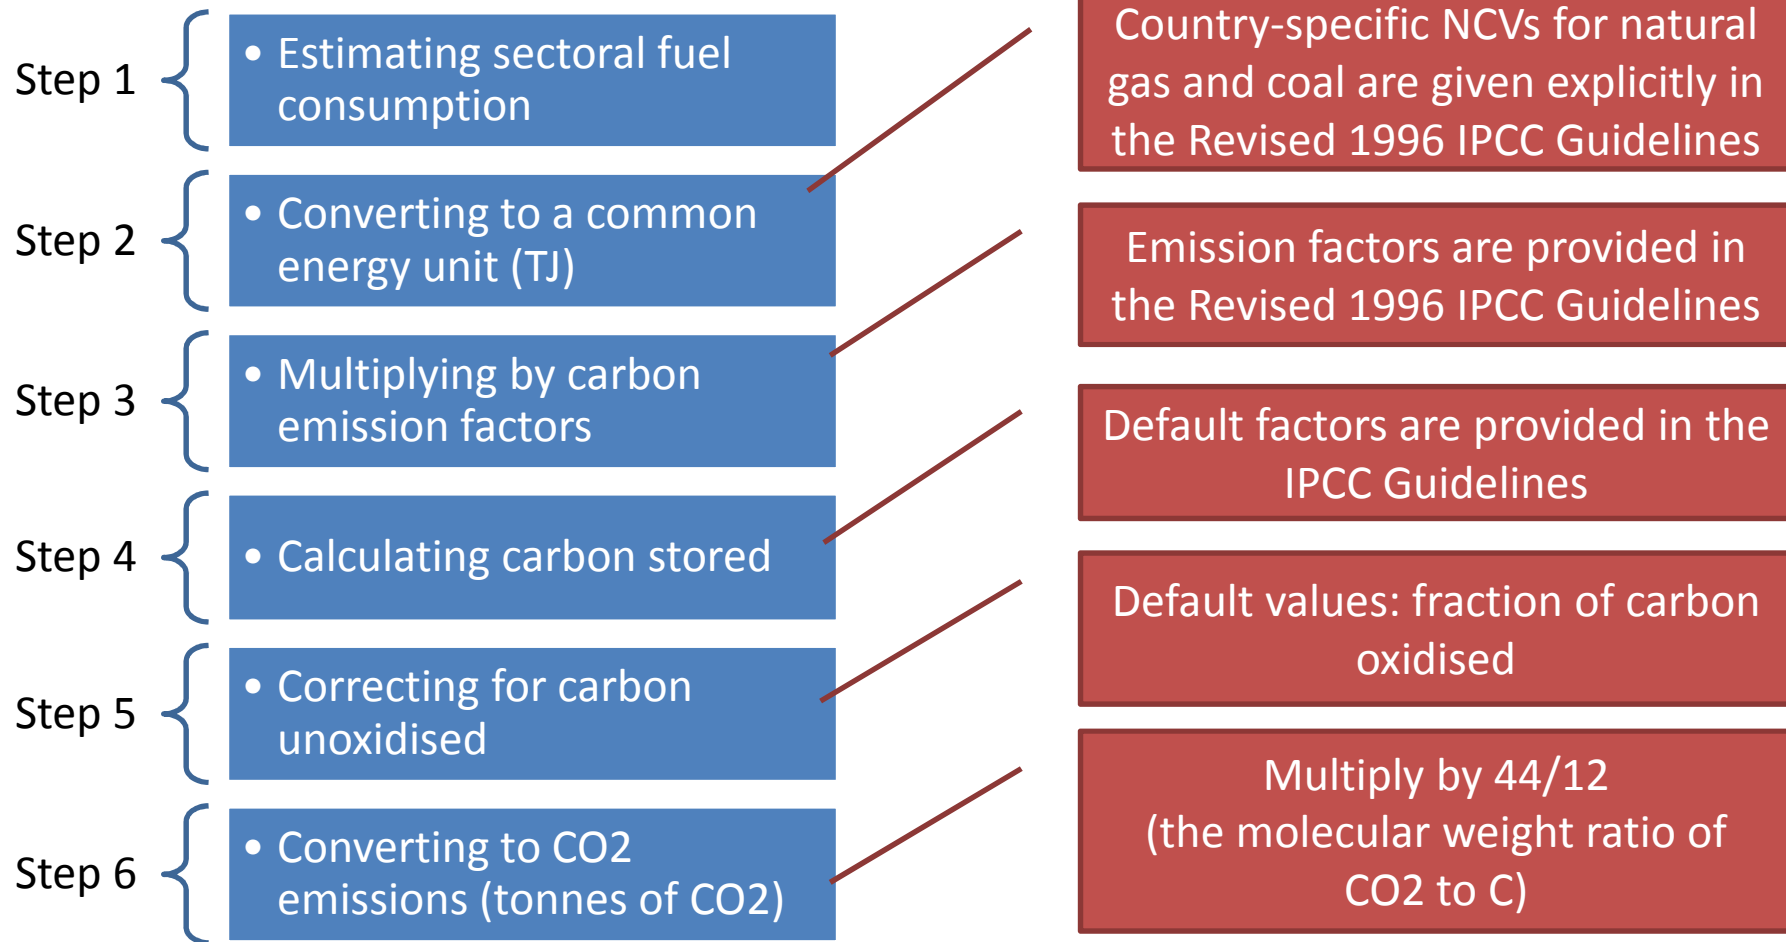 Step 1
• Estimating sectoral fuel
consumption
Country-specific NCVs for natural
gas and coal are given explicitly in
the Revised 1996 IPCC Guidelines
Step 2
• Converting to a common
energy unit (TJ)
Emission factors are provided in
the Revised 1996 IPCC Guidelines
Step 3
• Multiplying by carbon
emission factors
Default factors are provided in the
IPCC Guidelines
Step 4
• Calculating carbon stored
Default values: fraction of carbon
oxidised
Step 5
• Correcting for carbon
unoxidised
Multiply by 44/12
(the molecular weight ratio of
CO2 to C)
Step 6
• Converting to CO2
emissions (tonnes of CO2)